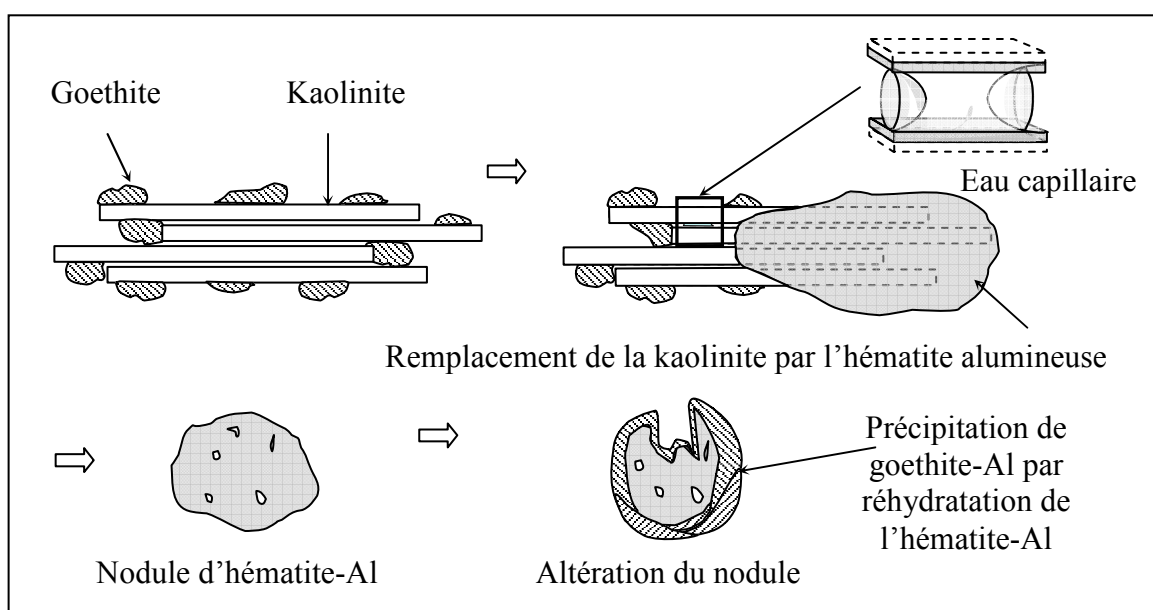 Goethite
Kaolinite
Eau capillaire
Remplacement de la kaolinite par l’hématite alumineuse
Nodule d’hématite-Al
Altération du nodule
Précipitation de
goethite-Al par
réhydratation de
l’hématite-Al